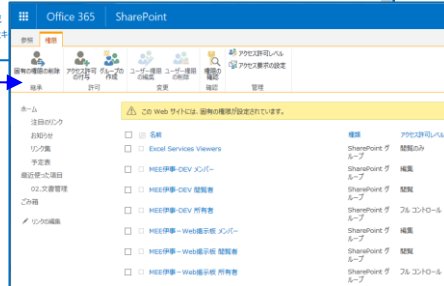 Office 365 SharePoint
参照 権限
固有の権限の削除 アクセス許可の付与 グループの作成 ユーザー権限の編集 ユーザー権限の削除 権限の確認 アクセス許可レベル
アクセス要求の設定
継承 許可 変更 確認 管理
ホーム
注目のリンク
お知らせ
リンク集
予定表
最近使った項目
02.文書管理
ごみ箱
リンクの編集
この Web サイトには、固有の権限が設定されています。
名前 種類 アクセス許可レベル
Excel Services Viewers SharePoint グループ 閲覧のみ
MEE伊事-DEV メンバー SharePoint グループ 編集
MEE伊事-DEV 閲覧者 SharePoint グループ 閲覧
MEE伊事-DEV 所有者 SharePoint グループ フル コントロール
MEE伊事－Web掲示板 メンバー SharePoint グループ 編集
MEE伊事－Web掲示板 閲覧者 SharePoint グループ 閲覧
MEE伊事－Web掲示板 所有者 SharePoint グループ フル コントロール